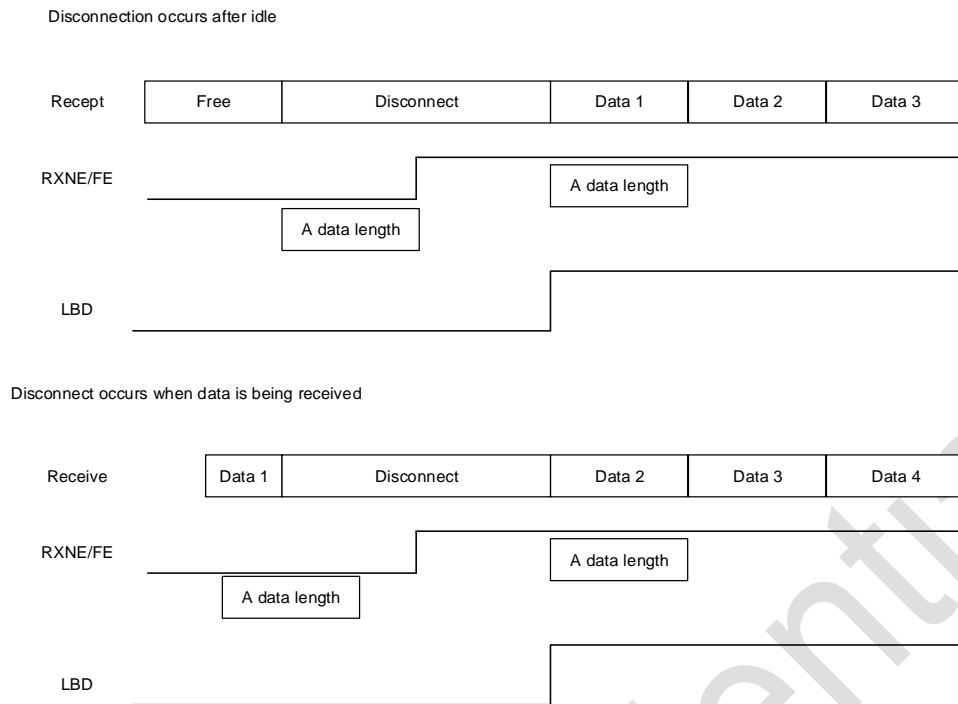 Disconnection occurs after idle
Recept Free Disconnect Data 1 Data 2 Data 3
RXNE/FE
A data length
A data length
LBD
Disconnect occurs when data is being received
Receive Data 1 Disconnect Data 2 Data 3 Data 4
RXNE/FE
A data length
A data length
LBD